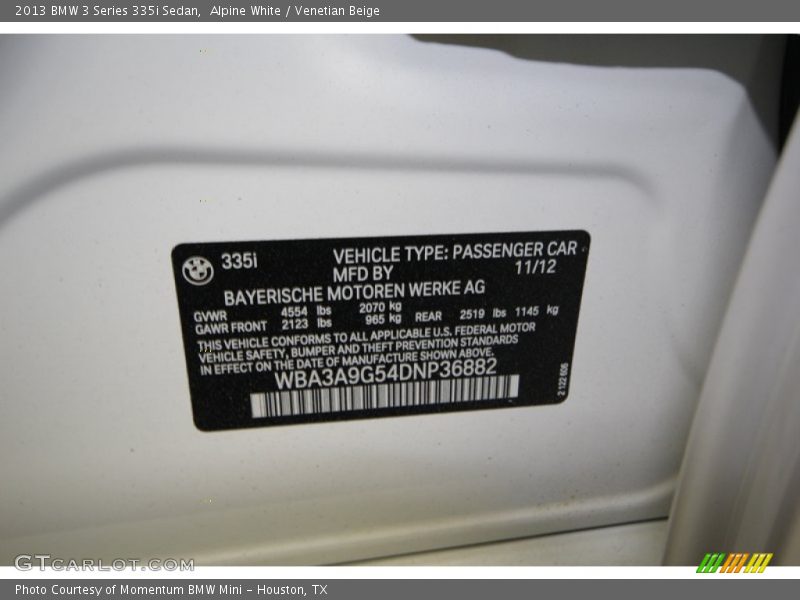 2013 BMW 3 Series 335i Sedan, Alpine White / Venetian Beige
335i
VEHICLE TYPE: PASSENGER CAR
MFD BY 11/12
BAYERISCHE MOTOREN WERKE AG
GVWR 4554 lbs 2070 kg
GAWR FRONT 2123 lbs 965 kg REAR 2519 lbs 1145 kg
THIS VEHICLE CONFORMS TO ALL APPLICABLE U.S. FEDERAL MOTOR
VEHICLE SAFETY, BUMPER AND THEFT PREVENTION STANDARDS
IN EFFECT ON THE DATE OF MANUFACTURE SHOWN ABOVE.
WBA3A9G54DNP36882
GTCARLOT.COM
Photo Courtesy of Momentum BMW Mini - Houston, TX